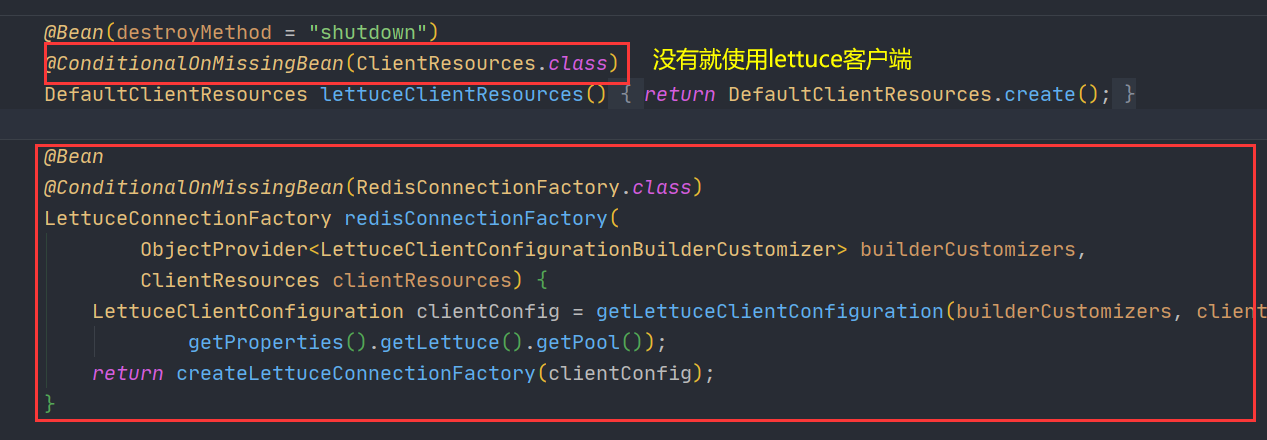 @Bean(destroyMethod = "shutdown")
@ConditionalOnMissingBean(ClientResources.class) 没有就使用lettuce客户端
DefaultClientResources lettuceClientResources() { return DefaultClientResources.create(); }
@Bean
@ConditionalOnMissingBean(RedisConnectionFactory.class)
LettuceConnectionFactory redisConnectionFactory(
ObjectProvider<LettuceClientConfigurationBuilderCustomizer> builderCustomizers,
ClientResources clientResources) {
LettuceClientConfiguration clientConfig = getLettuceClientConfiguration(builderCustomizers, client
getProperties().getLettuce().getPool());
return createLettuceConnectionFactory(clientConfig);
}